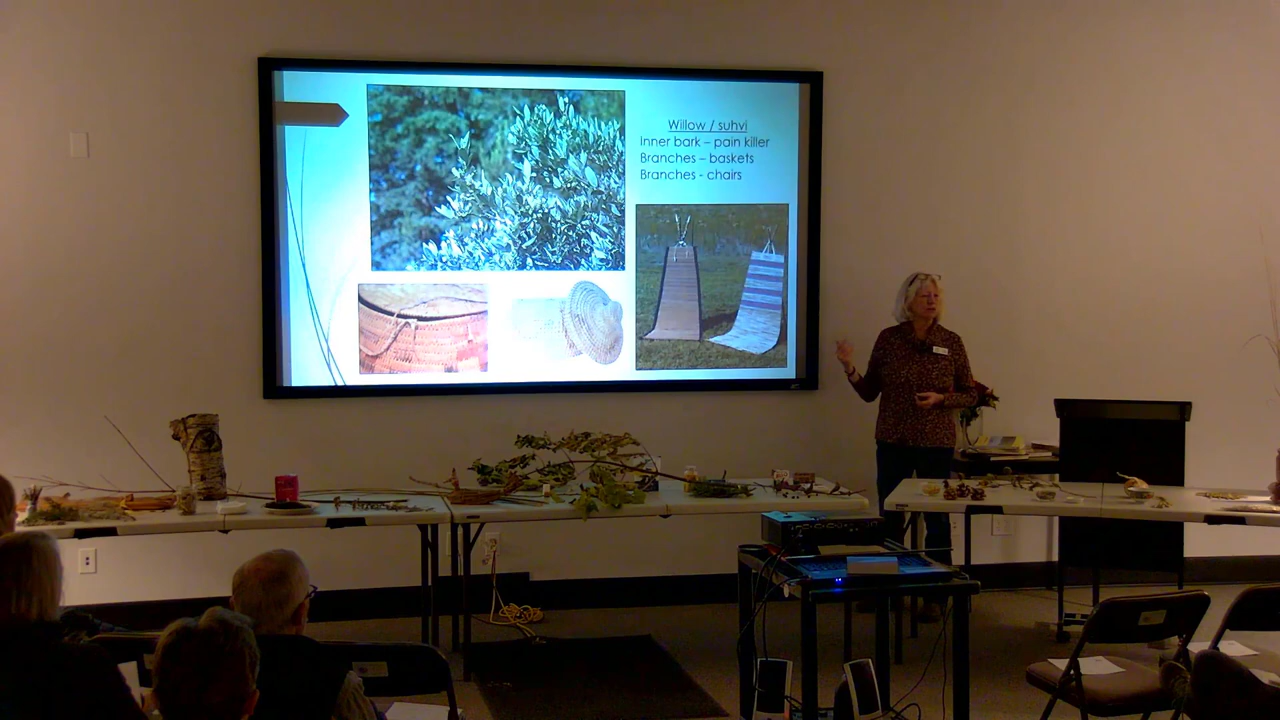 Willow / suhvi
Inner bark – pain killer
Branches – baskets
Branches - chairs